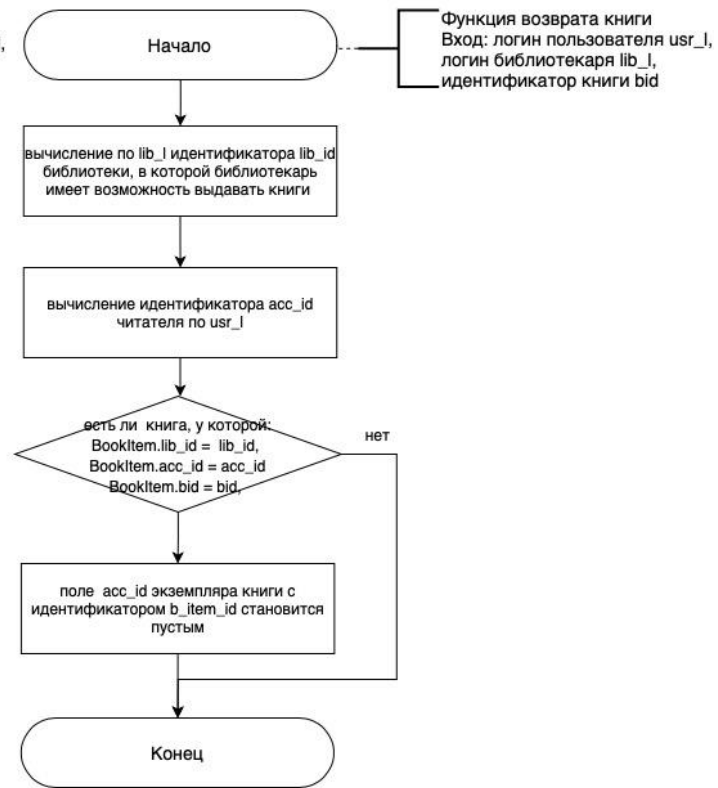 Начало
Функция возврата книги
Вход: логин пользователя usr_l,
логин библиотекаря lib_l,
идентификатор книги bid
вычисление по lib_l идентификатора lib_id
библиотеки, в которой библиотекарь
имеет возможность выдавать книги
вычисление идентификатора acc_id
читателя по usr_l
есть ли книга, у которой:
BookItem.lib_id = lib_id,
BookItem.acc_id = acc_id
BookItem.bid = bid,
нет
поле acc_id экземпляра книги с
идентификатором b_item_id становится
пустым
Конец